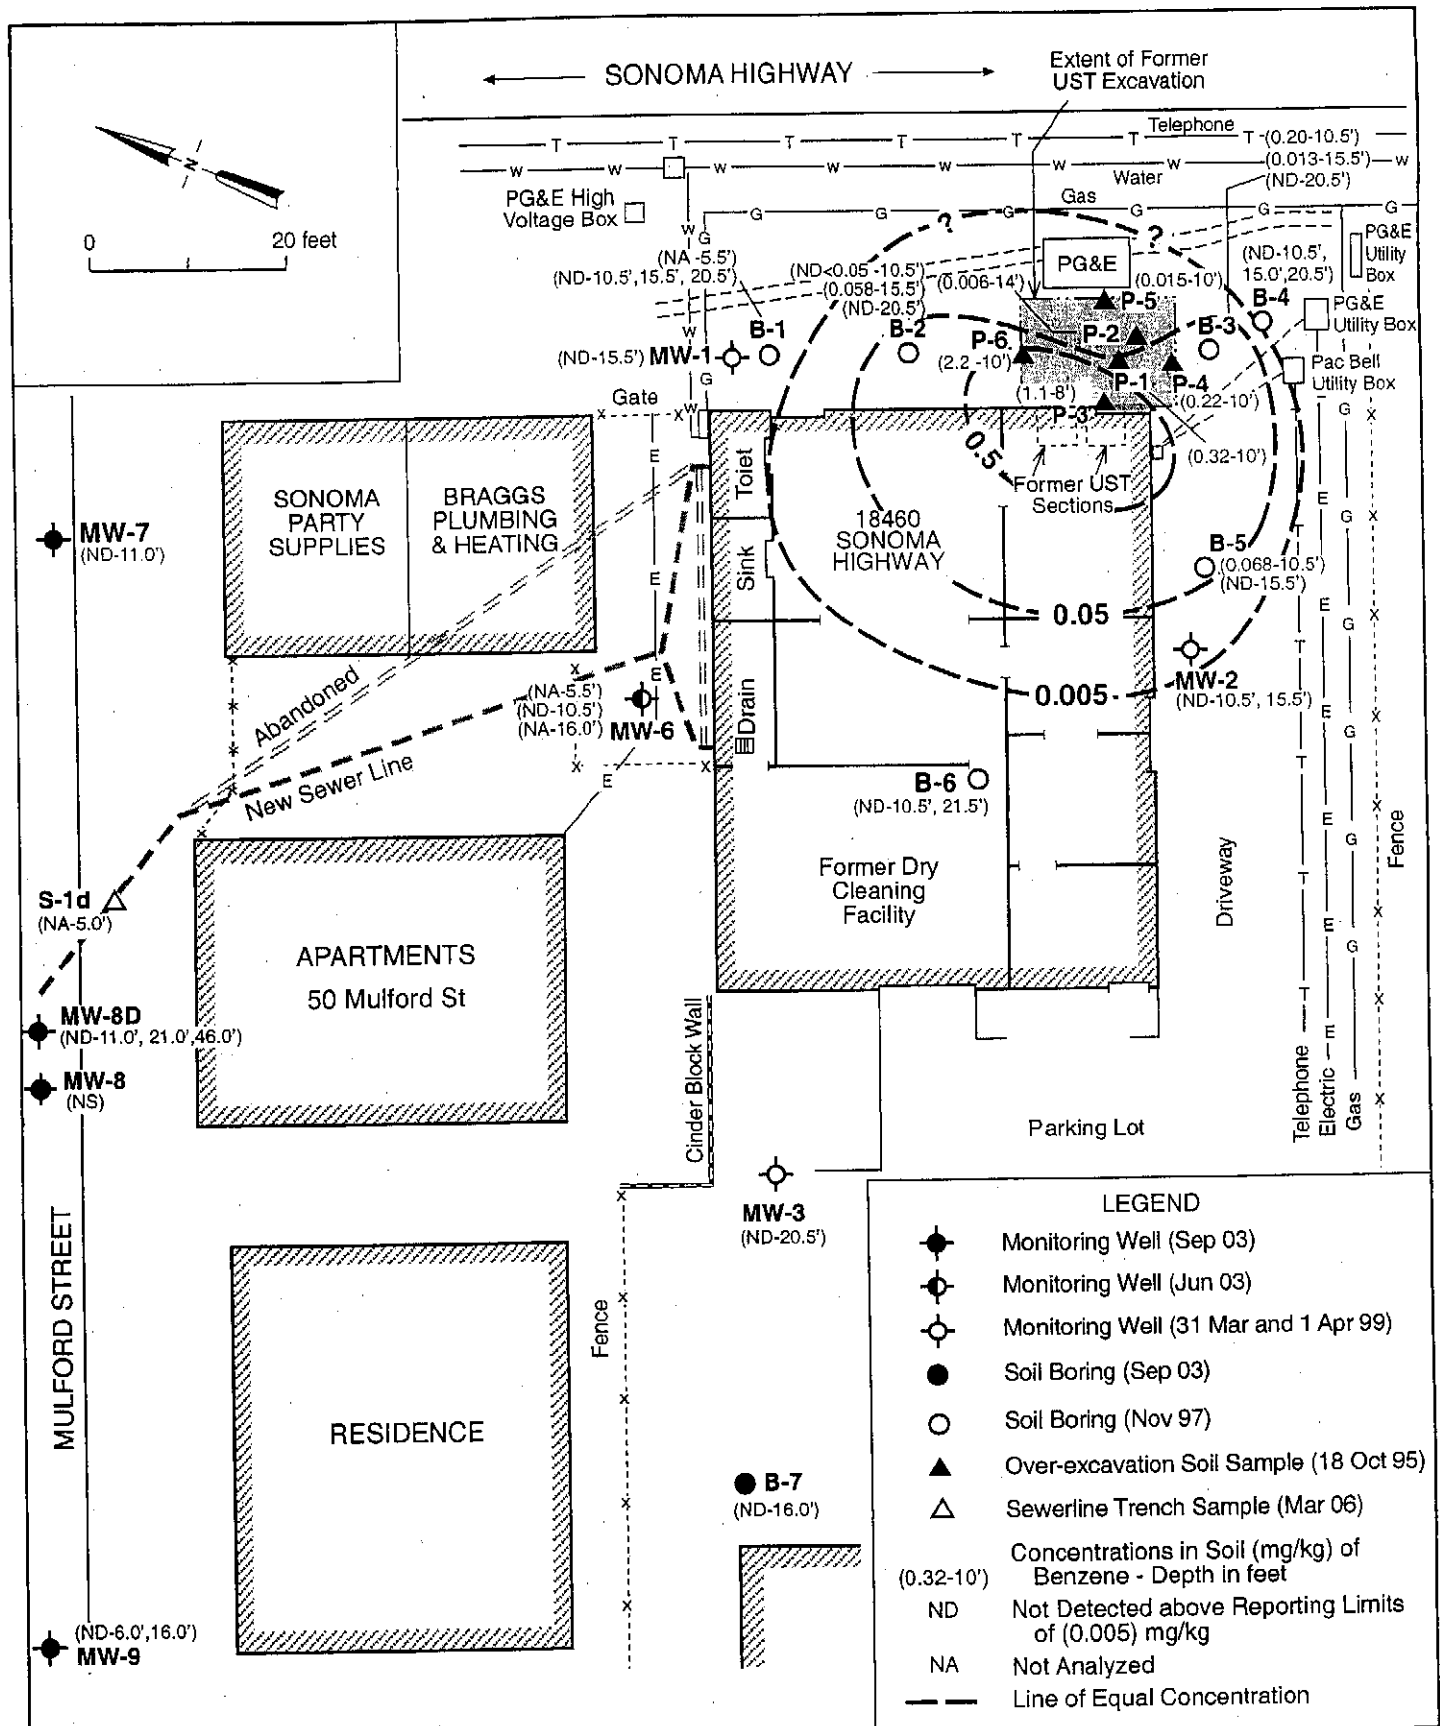 SONOMA HIGHWAY
Extent of Former
UST Excavation
N
0
20 feet
Telephone
T T T T T T
(0.20-10.5')
W W W W W W W
(0.013-15.5')
(ND-20.5')
Water
Gas
G G G G G G
PG&E High
Voltage Box
W
G
?
?
PG&E
PG&E
Utility
Box
(NA-5.5')
(ND-10.5', 15.5', 20.5')
(ND<0.05-10.5')
(0.058-15.5')
(ND-20.5')
(0.006-14')
(0.015-10')
(ND-10.5',
15.0',20.5')
B-1
B-2
P-5
P-2
B-3
B-4
PG&E
Utility Box
(ND-15.5')
MW-1
P-6
(2.2-10')
P-1
P-4
(0.22-10')
Pac Bell
Utility Box
(1.1-8')
P-3
(0.32-10')
Gate
SONOMA
PARTY
SUPPLIES
BRAGGS
PLUMBING
& HEATING
Toiet
Sink
Drain
0.5
Former UST
Sections
18460
SONOMA
HIGHWAY
MW-7
(ND-11.0')
B-5
(0.068-10.5')
(ND-15.5')
0.05
0.005
MW-2
(ND-10.5', 15.5')
Abandoned
New Sewer Line
(NA-5.5')
(ND-10.5')
(NA-16.0')
MW-6
B-6
(ND-10.5', 21.5')
Former Dry
Cleaning
Facility
Driveway
Fence
S-1d
(NA-5.0')
APARTMENTS
50 Mulford St
MW-8D
(ND-11.0', 21.0',46.0')
MW-8
(NS)
Cinder Block Wall
Telephone
Electric
Gas
Parking Lot
MW-3
(ND-20.5')
MULFORD STREET
Fence
RESIDENCE
B-7
(ND-16.0')
(ND-6.0',16.0')
MW-9
LEGEND
Monitoring Well (Sep 03)
Monitoring Well (Jun 03)
Monitoring Well (31 Mar and 1 Apr 99)
Soil Boring (Sep 03)
Soil Boring (Nov 97)
Over-excavation Soil Sample (18 Oct 95)
Sewerline Trench Sample (Mar 06)
(0.32-10') Concentrations in Soil (mg/kg) of
Benzene - Depth in feet
ND Not Detected above Reporting Limits
of (0.005) mg/kg
NA Not Analyzed
Line of Equal Concentration